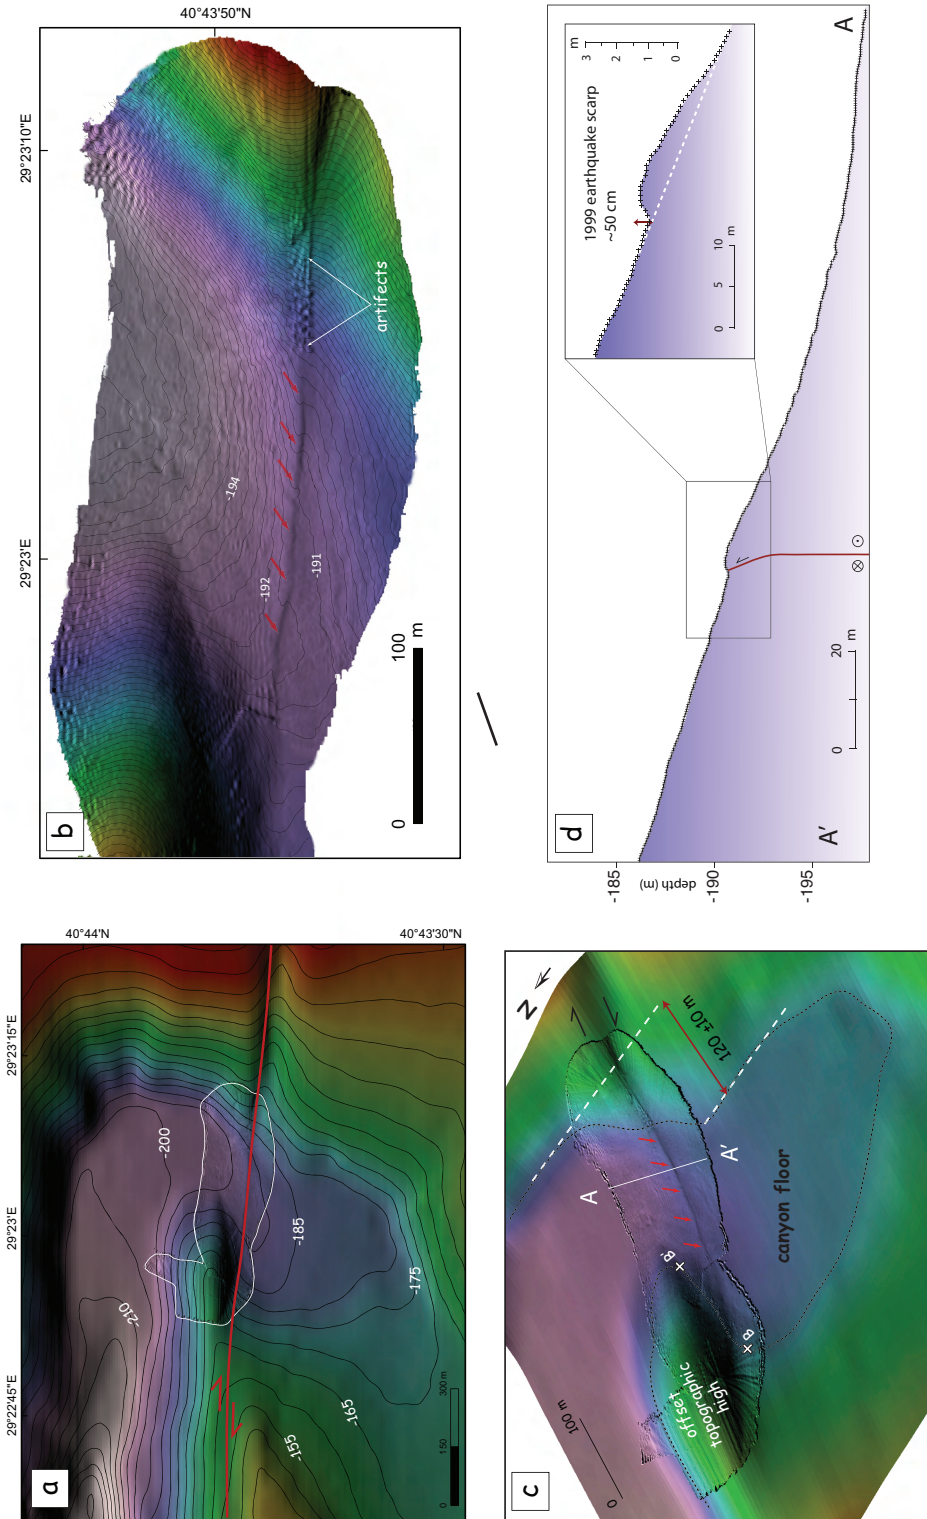 a
29°22'45"E
29°23'E
29°23'15"E
40°44'N
40°43'30"N
-210
-200
-185
-175
-165
-155
0 150 300 m
b
29°23'E
29°23'10"E
40°43'50"N
-194
-192
-191
artifects
0 100
m
c
N
0 100 m
offset
topographic
high
B
B'
A
A'
120 ±10 m
canyon floor
d
depth (m)
-185
-190
-195
A'
A
0 20 m
1999 earthquake scarp
~50 cm
0 5 10 m
m
3
2
1
0